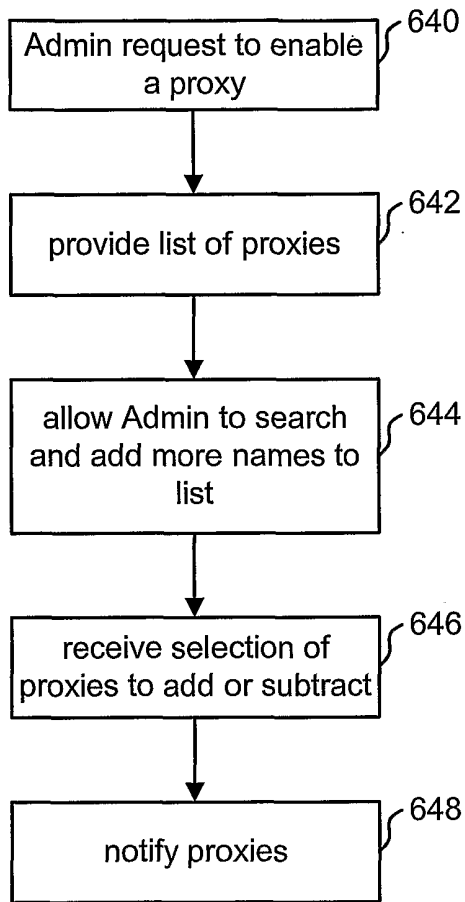 640
Admin request to enable
a proxy
642
provide list of proxies
644
allow Admin to search
and add more names to
list
646
receive selection of
proxies to add or subtract
648
notify proxies